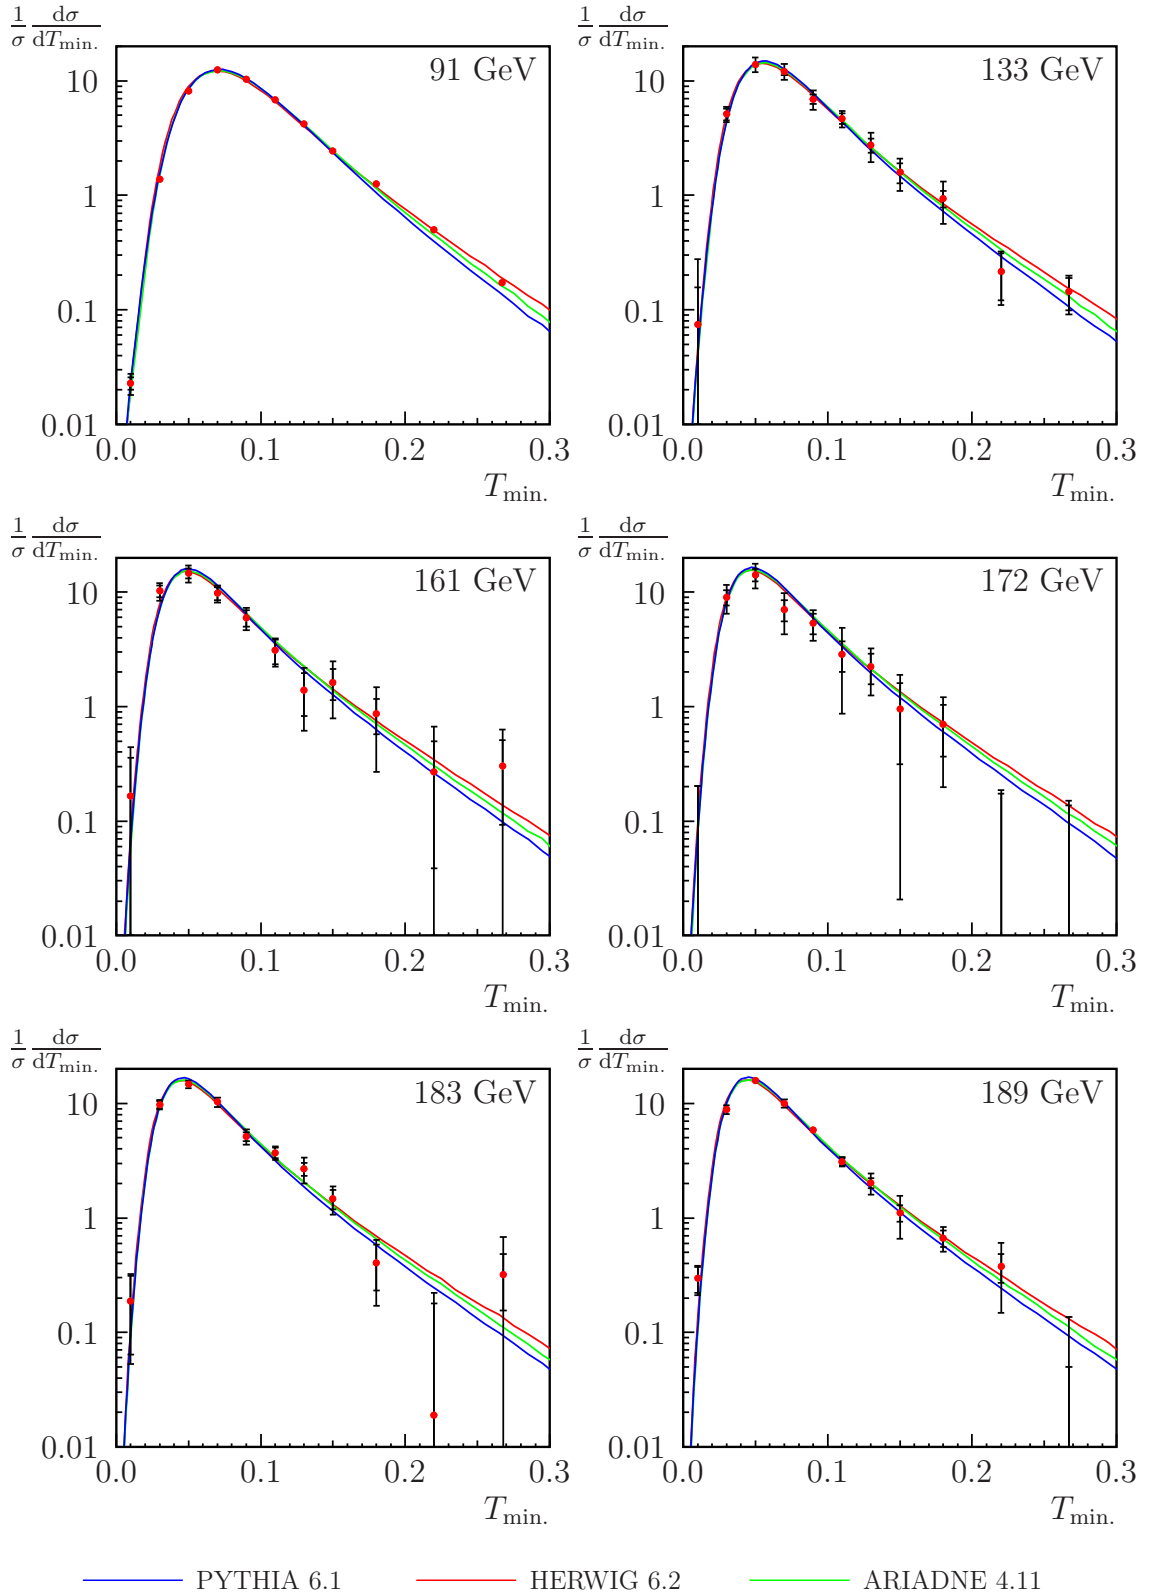 1/σ dσ/dT_min. 1/σ dσ/dT_min.
10 91 GeV 10 133 GeV
1 1
0.1 0.1
0.01 0.01
0.0 0.1 0.2 0.3 0.0 0.1 0.2 0.3
T_min. T_min.
1/σ dσ/dT_min. 1/σ dσ/dT_min.
10 161 GeV 10 172 GeV
1 1
0.1 0.1
0.01 0.01
0.0 0.1 0.2 0.3 0.0 0.1 0.2 0.3
T_min. T_min.
1/σ dσ/dT_min. 1/σ dσ/dT_min.
10 183 GeV 10 189 GeV
1 1
0.1 0.1
0.01 0.01
0.0 0.1 0.2 0.3 0.0 0.1 0.2 0.3
T_min. T_min.
PYTHIA 6.1 HERWIG 6.2 ARIADNE 4.11